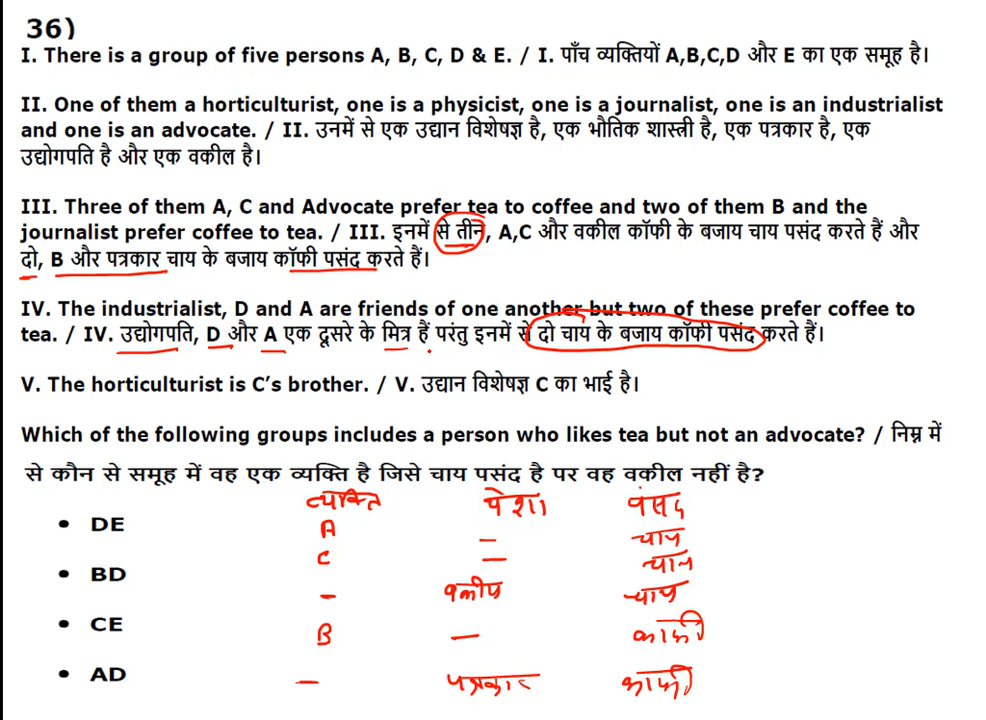 36)
I. There is a group of five persons A, B, C, D & E. / I. पाँच व्यक्तियों A,B,C,D और E का एक समूह है।
II. One of them a horticulturist, one is a physicist, one is a journalist, one is an industrialist
and one is an advocate. / II. उनमें से एक उद्यान विशेषज्ञ है, एक भौतिक शास्त्री है, एक पत्रकार है, एक
उद्योगपति है और एक वकील है।
III. Three of them A, C and Advocate prefer tea to coffee and two of them B and the
journalist prefer coffee to tea. / III. इनमें से तीन, A,C और वकील कॉफी के बजाय चाय पसंद करते हैं और
दो, B और पत्रकार चाय के बजाय कॉफी पसंद करते हैं।
IV. The industrialist, D and A are friends of one another but two of these prefer coffee to
tea. / IV. उद्योगपति, D और A एक दूसरे के मित्र हैं परंतु इनमें से दो चाय के बजाय कॉफी पसंद करते हैं।
V. The horticulturist is C’s brother. / V. उद्यान विशेषज्ञ C का भाई है।
Which of the following groups includes a person who likes tea but not an advocate? / निम्न में
से कौन से समूह में वह एक व्यक्ति है जिसे चाय पसंद है पर वह वकील नहीं है?
व्यक्ति पेशा पसंद
• DE
A – चाय
C – चाय
• BD
– वकील चाय
• CE
B – काफी
• AD
– पत्रकार काफी